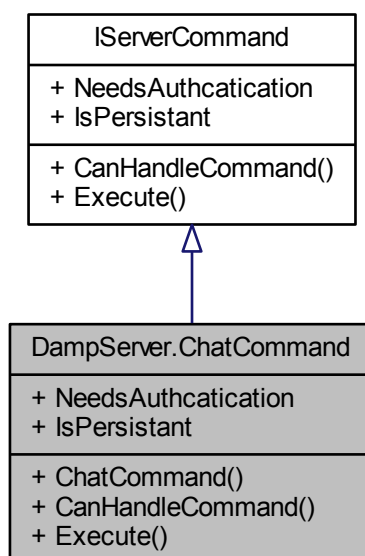 IServerCommand
+ NeedsAuthcatication
+ IsPersistant
+ CanHandleCommand()
+ Execute()
DampServer.ChatCommand
+ NeedsAuthcatication
+ IsPersistant
+ ChatCommand()
+ CanHandleCommand()
+ Execute()